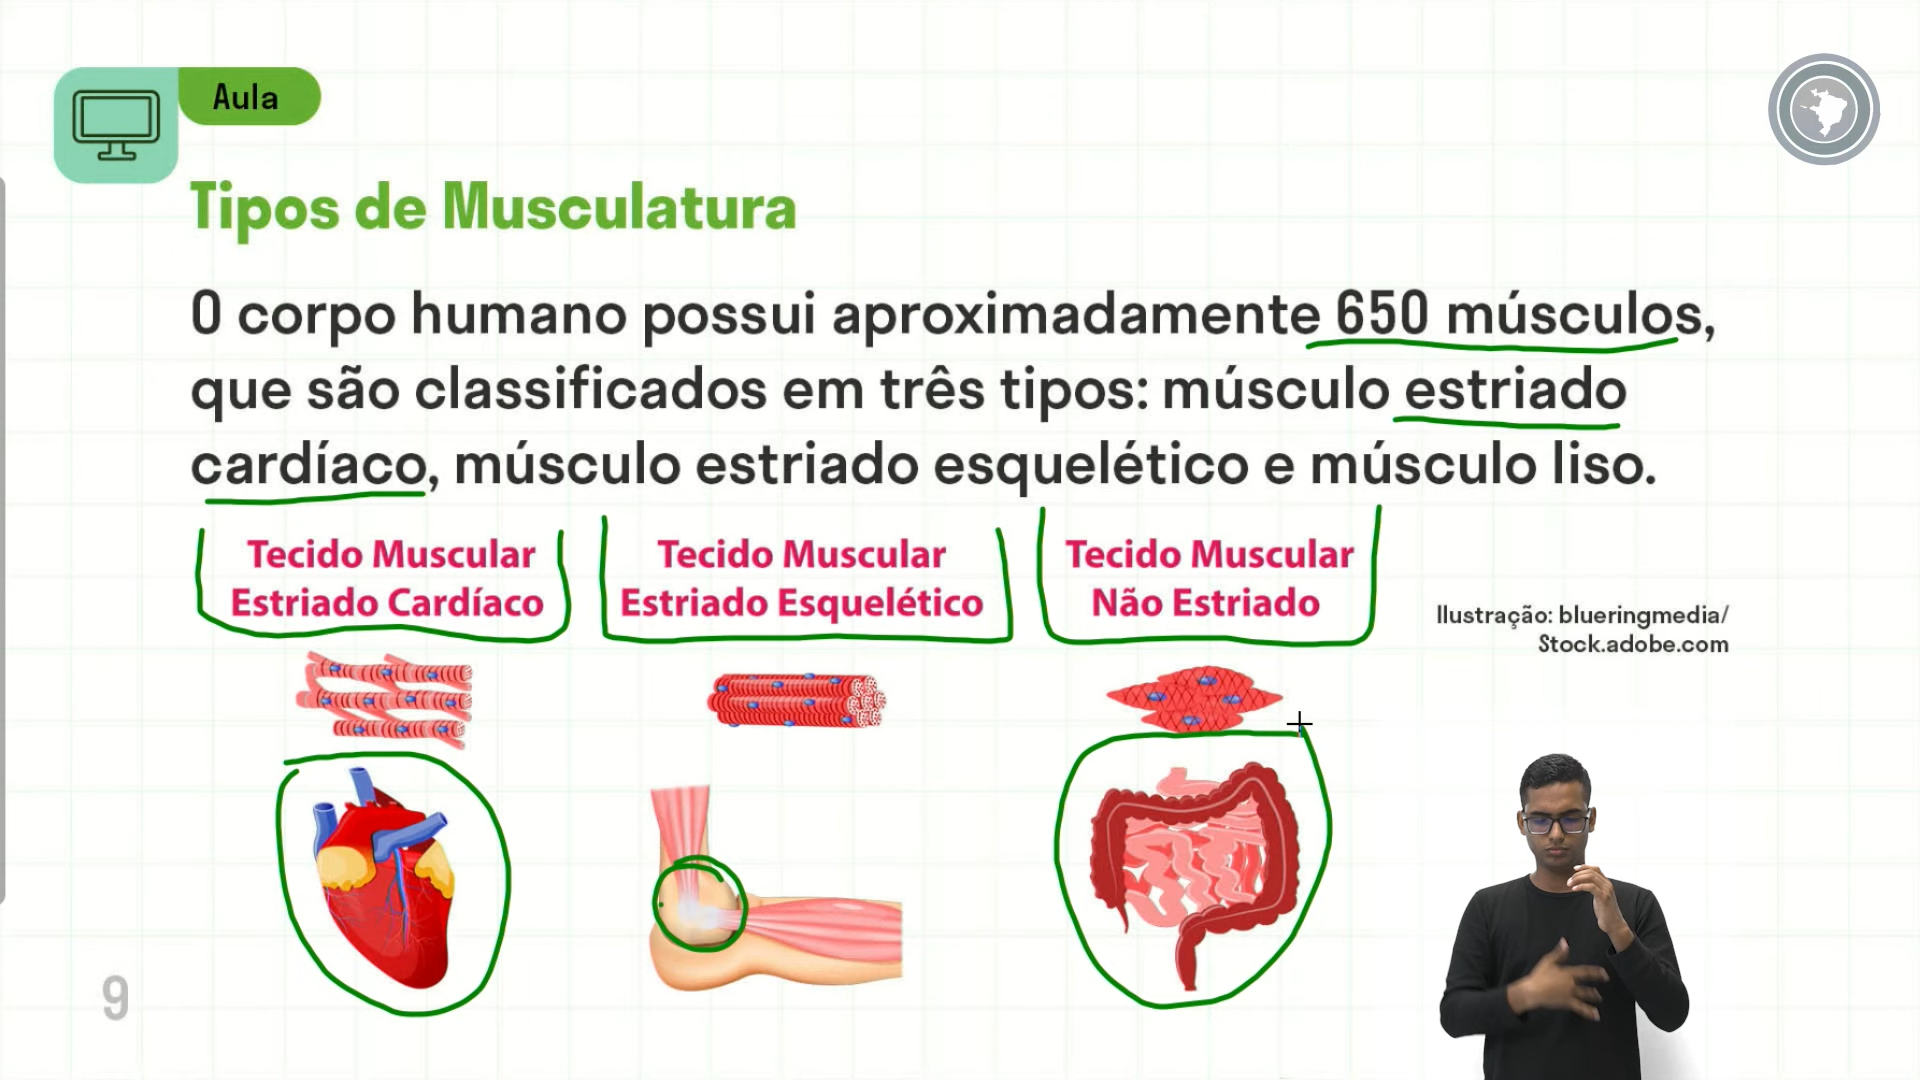 Aula
Tipos de Musculatura
O corpo humano possui aproximadamente 650 músculos,
que são classificados em três tipos: músculo estriado
cardíaco, músculo estriado esquelético e músculo liso.
Tecido Muscular
Estriado Cardíaco
Tecido Muscular
Estriado Esquelético
Tecido Muscular
Não Estriado
Ilustração: blueringmedia/
Stock.adobe.com
9